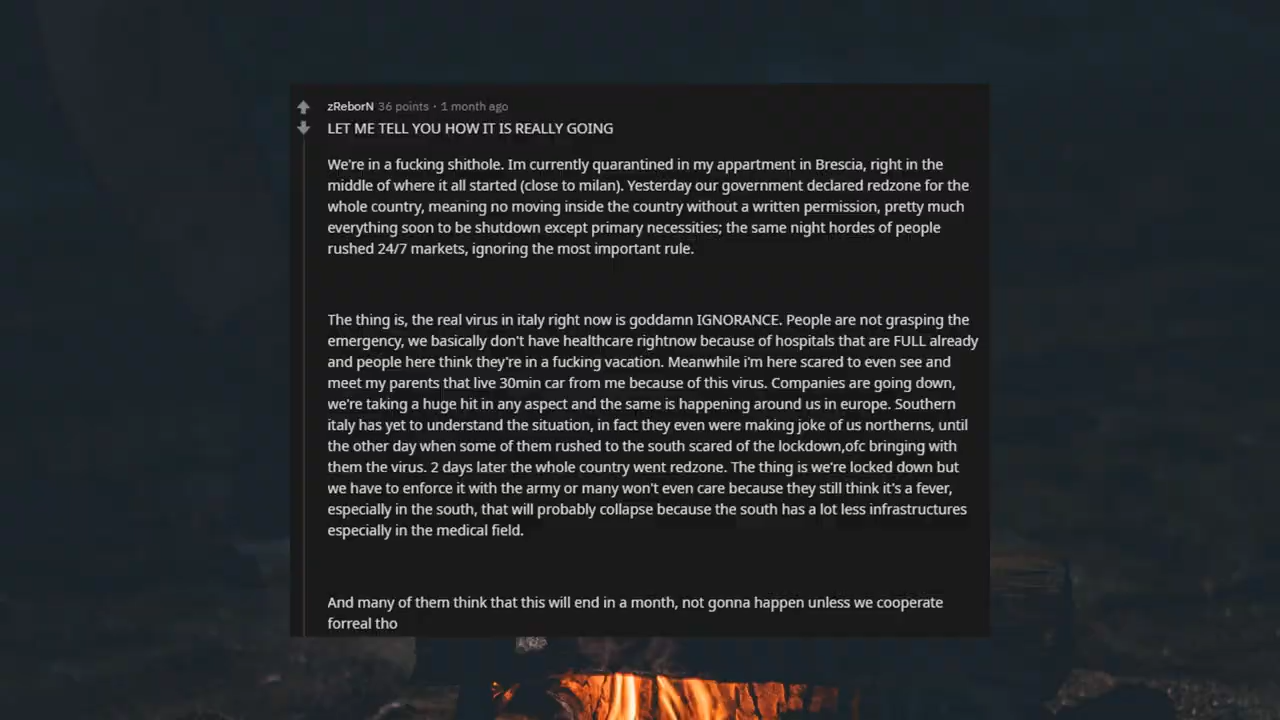 zReborN 36 points · 1 month ago
LET ME TELL YOU HOW IT IS REALLY GOING
We're in a fucking shithole. Im currently quarantined in my appartment in Brescia, right in the
middle of where it all started (close to milan). Yesterday our government declared redzone for the
whole country, meaning no moving inside the country without a written permission, pretty much
everything soon to be shutdown except primary necessities; the same night hordes of people
rushed 24/7 markets, ignoring the most important rule.
The thing is, the real virus in italy right now is goddamn IGNORANCE. People are not grasping the
emergency, we basically don't have healthcare rightnow because of hospitals that are FULL already
and people here think they're in a fucking vacation. Meanwhile i'm here scared to even see and
meet my parents that live 30min car from me because of this virus. Companies are going down,
we're taking a huge hit in any aspect and the same is happening around us in europe. Southern
italy has yet to understand the situation, in fact they even were making joke of us northerns, until
the other day when some of them rushed to the south scared of the lockdown,ofc bringing with
them the virus. 2 days later the whole country went redzone. The thing is we're locked down but
we have to enforce it with the army or many won't even care because they still think it's a fever,
especially in the south, that will probably collapse because the south has a lot less infrastructures
especially in the medical field.
And many of them think that this will end in a month, not gonna happen unless we cooperate
forreal tho